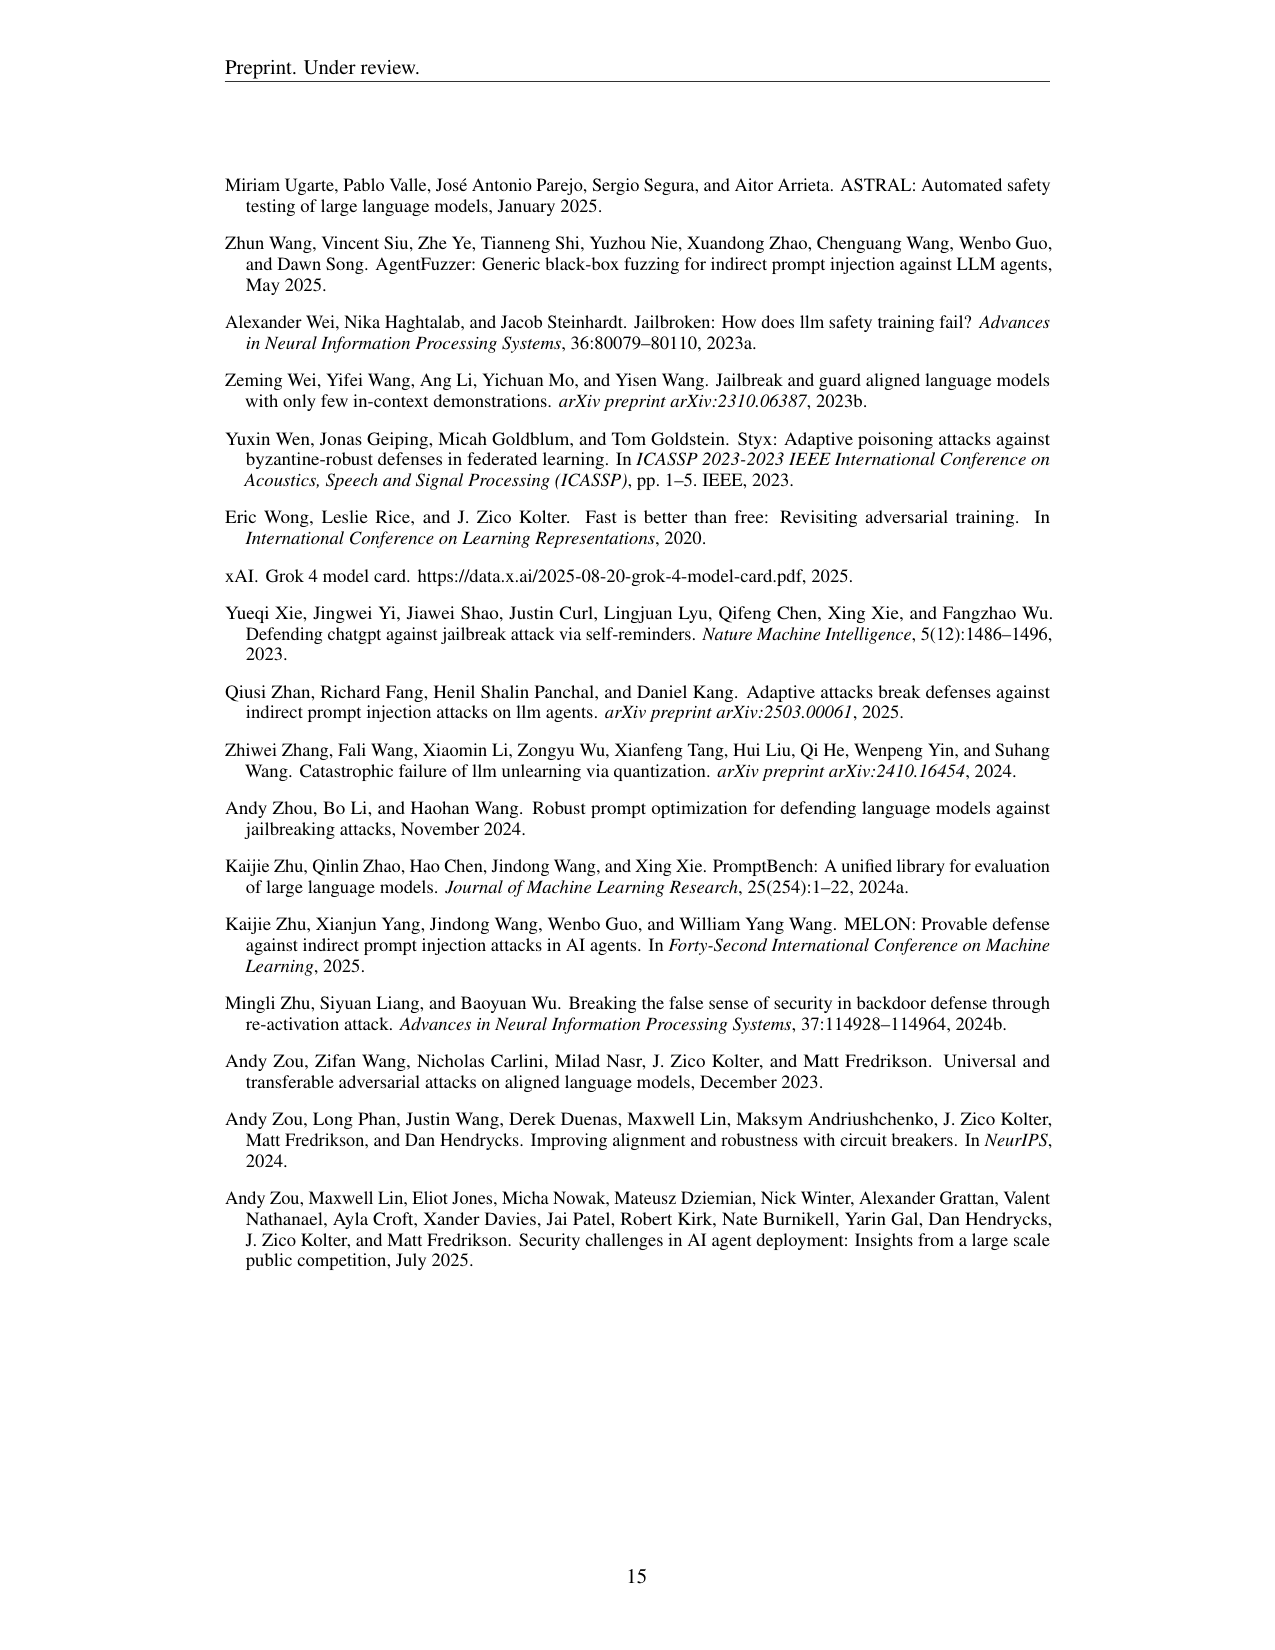 Preprint. Under review.
Miriam Ugarte, Pablo Valle, José Antonio Parejo, Sergio Segura, and Aitor Arrieta. ASTRAL: Automated safety
testing of large language models, January 2025.
Zhun Wang, Vincent Siu, Zhe Ye, Tianneng Shi, Yuzhou Nie, Xuandong Zhao, Chenguang Wang, Wenbo Guo,
and Dawn Song. AgentFuzzer: Generic black-box fuzzing for indirect prompt injection against LLM agents,
May 2025.
Alexander Wei, Nika Haghtalab, and Jacob Steinhardt. Jailbroken: How does llm safety training fail? Advances
in Neural Information Processing Systems, 36:80079–80110, 2023a.
Zeming Wei, Yifei Wang, Ang Li, Yichuan Mo, and Yisen Wang. Jailbreak and guard aligned language models
with only few in-context demonstrations. arXiv preprint arXiv:2310.06387, 2023b.
Yuxin Wen, Jonas Geiping, Micah Goldblum, and Tom Goldstein. Styx: Adaptive poisoning attacks against
byzantine-robust defenses in federated learning. In ICASSP 2023-2023 IEEE International Conference on
Acoustics, Speech and Signal Processing (ICASSP), pp. 1–5. IEEE, 2023.
Eric Wong, Leslie Rice, and J. Zico Kolter. Fast is better than free: Revisiting adversarial training. In
International Conference on Learning Representations, 2020.
xAI. Grok 4 model card. https://data.x.ai/2025-08-20-grok-4-model-card.pdf, 2025.
Yueqi Xie, Jingwei Yi, Jiawei Shao, Justin Curl, Lingjuan Lyu, Qifeng Chen, Xing Xie, and Fangzhao Wu.
Defending chatgpt against jailbreak attack via self-reminders. Nature Machine Intelligence, 5(12):1486–1496,
2023.
Qiusi Zhan, Richard Fang, Henil Shalin Panchal, and Daniel Kang. Adaptive attacks break defenses against
indirect prompt injection attacks on llm agents. arXiv preprint arXiv:2503.00061, 2025.
Zhiwei Zhang, Fali Wang, Xiaomin Li, Zongyu Wu, Xianfeng Tang, Hui Liu, Qi He, Wenpeng Yin, and Suhang
Wang. Catastrophic failure of llm unlearning via quantization. arXiv preprint arXiv:2410.16454, 2024.
Andy Zhou, Bo Li, and Haohan Wang. Robust prompt optimization for defending language models against
jailbreaking attacks, November 2024.
Kaijie Zhu, Qinlin Zhao, Hao Chen, Jindong Wang, and Xing Xie. PromptBench: A unified library for evaluation
of large language models. Journal of Machine Learning Research, 25(254):1–22, 2024a.
Kaijie Zhu, Xianjun Yang, Jindong Wang, Wenbo Guo, and William Yang Wang. MELON: Provable defense
against indirect prompt injection attacks in AI agents. In Forty-Second International Conference on Machine
Learning, 2025.
Mingli Zhu, Siyuan Liang, and Baoyuan Wu. Breaking the false sense of security in backdoor defense through
re-activation attack. Advances in Neural Information Processing Systems, 37:114928–114964, 2024b.
Andy Zou, Zifan Wang, Nicholas Carlini, Milad Nasr, J. Zico Kolter, and Matt Fredrikson. Universal and
transferable adversarial attacks on aligned language models, December 2023.
Andy Zou, Long Phan, Justin Wang, Derek Duenas, Maxwell Lin, Maksym Andriushchenko, J. Zico Kolter,
Matt Fredrikson, and Dan Hendrycks. Improving alignment and robustness with circuit breakers. In NeurIPS,
2024.
Andy Zou, Maxwell Lin, Eliot Jones, Micha Nowak, Mateusz Dziemian, Nick Winter, Alexander Grattan, Valent
Nathanael, Ayla Croft, Xander Davies, Jai Patel, Robert Kirk, Nate Burnikell, Yarin Gal, Dan Hendrycks,
J. Zico Kolter, and Matt Fredrikson. Security challenges in AI agent deployment: Insights from a large scale
public competition, July 2025.
15